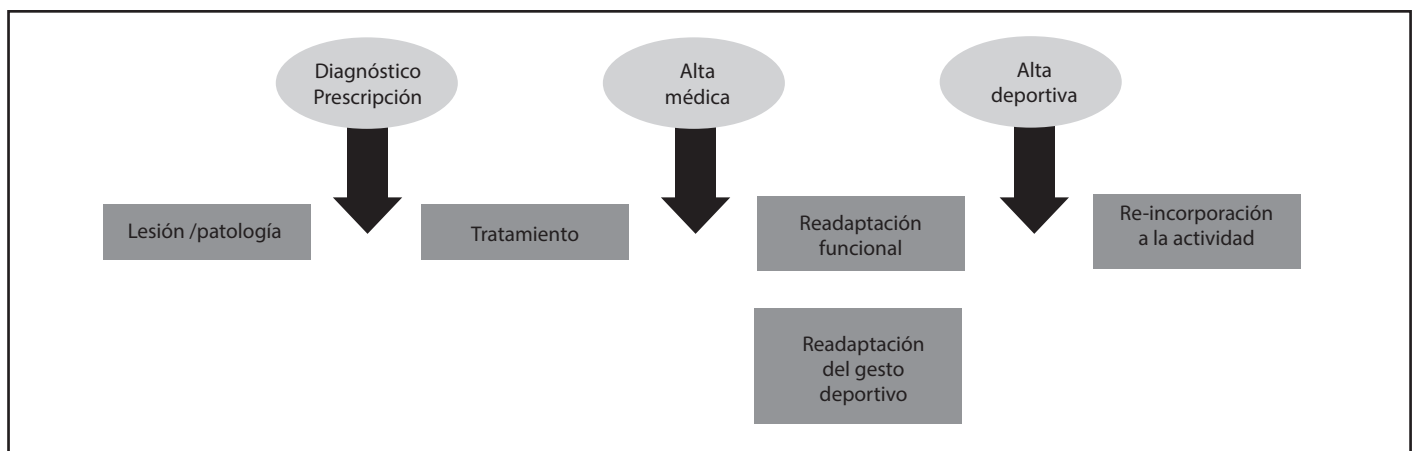 Diagnóstico
Prescripción
Alta
médica
Alta
deportiva
Lesión /patología
Tratamiento
Readaptación
funcional
Re-incorporación
a la actividad
Readaptación
del gesto
deportivo